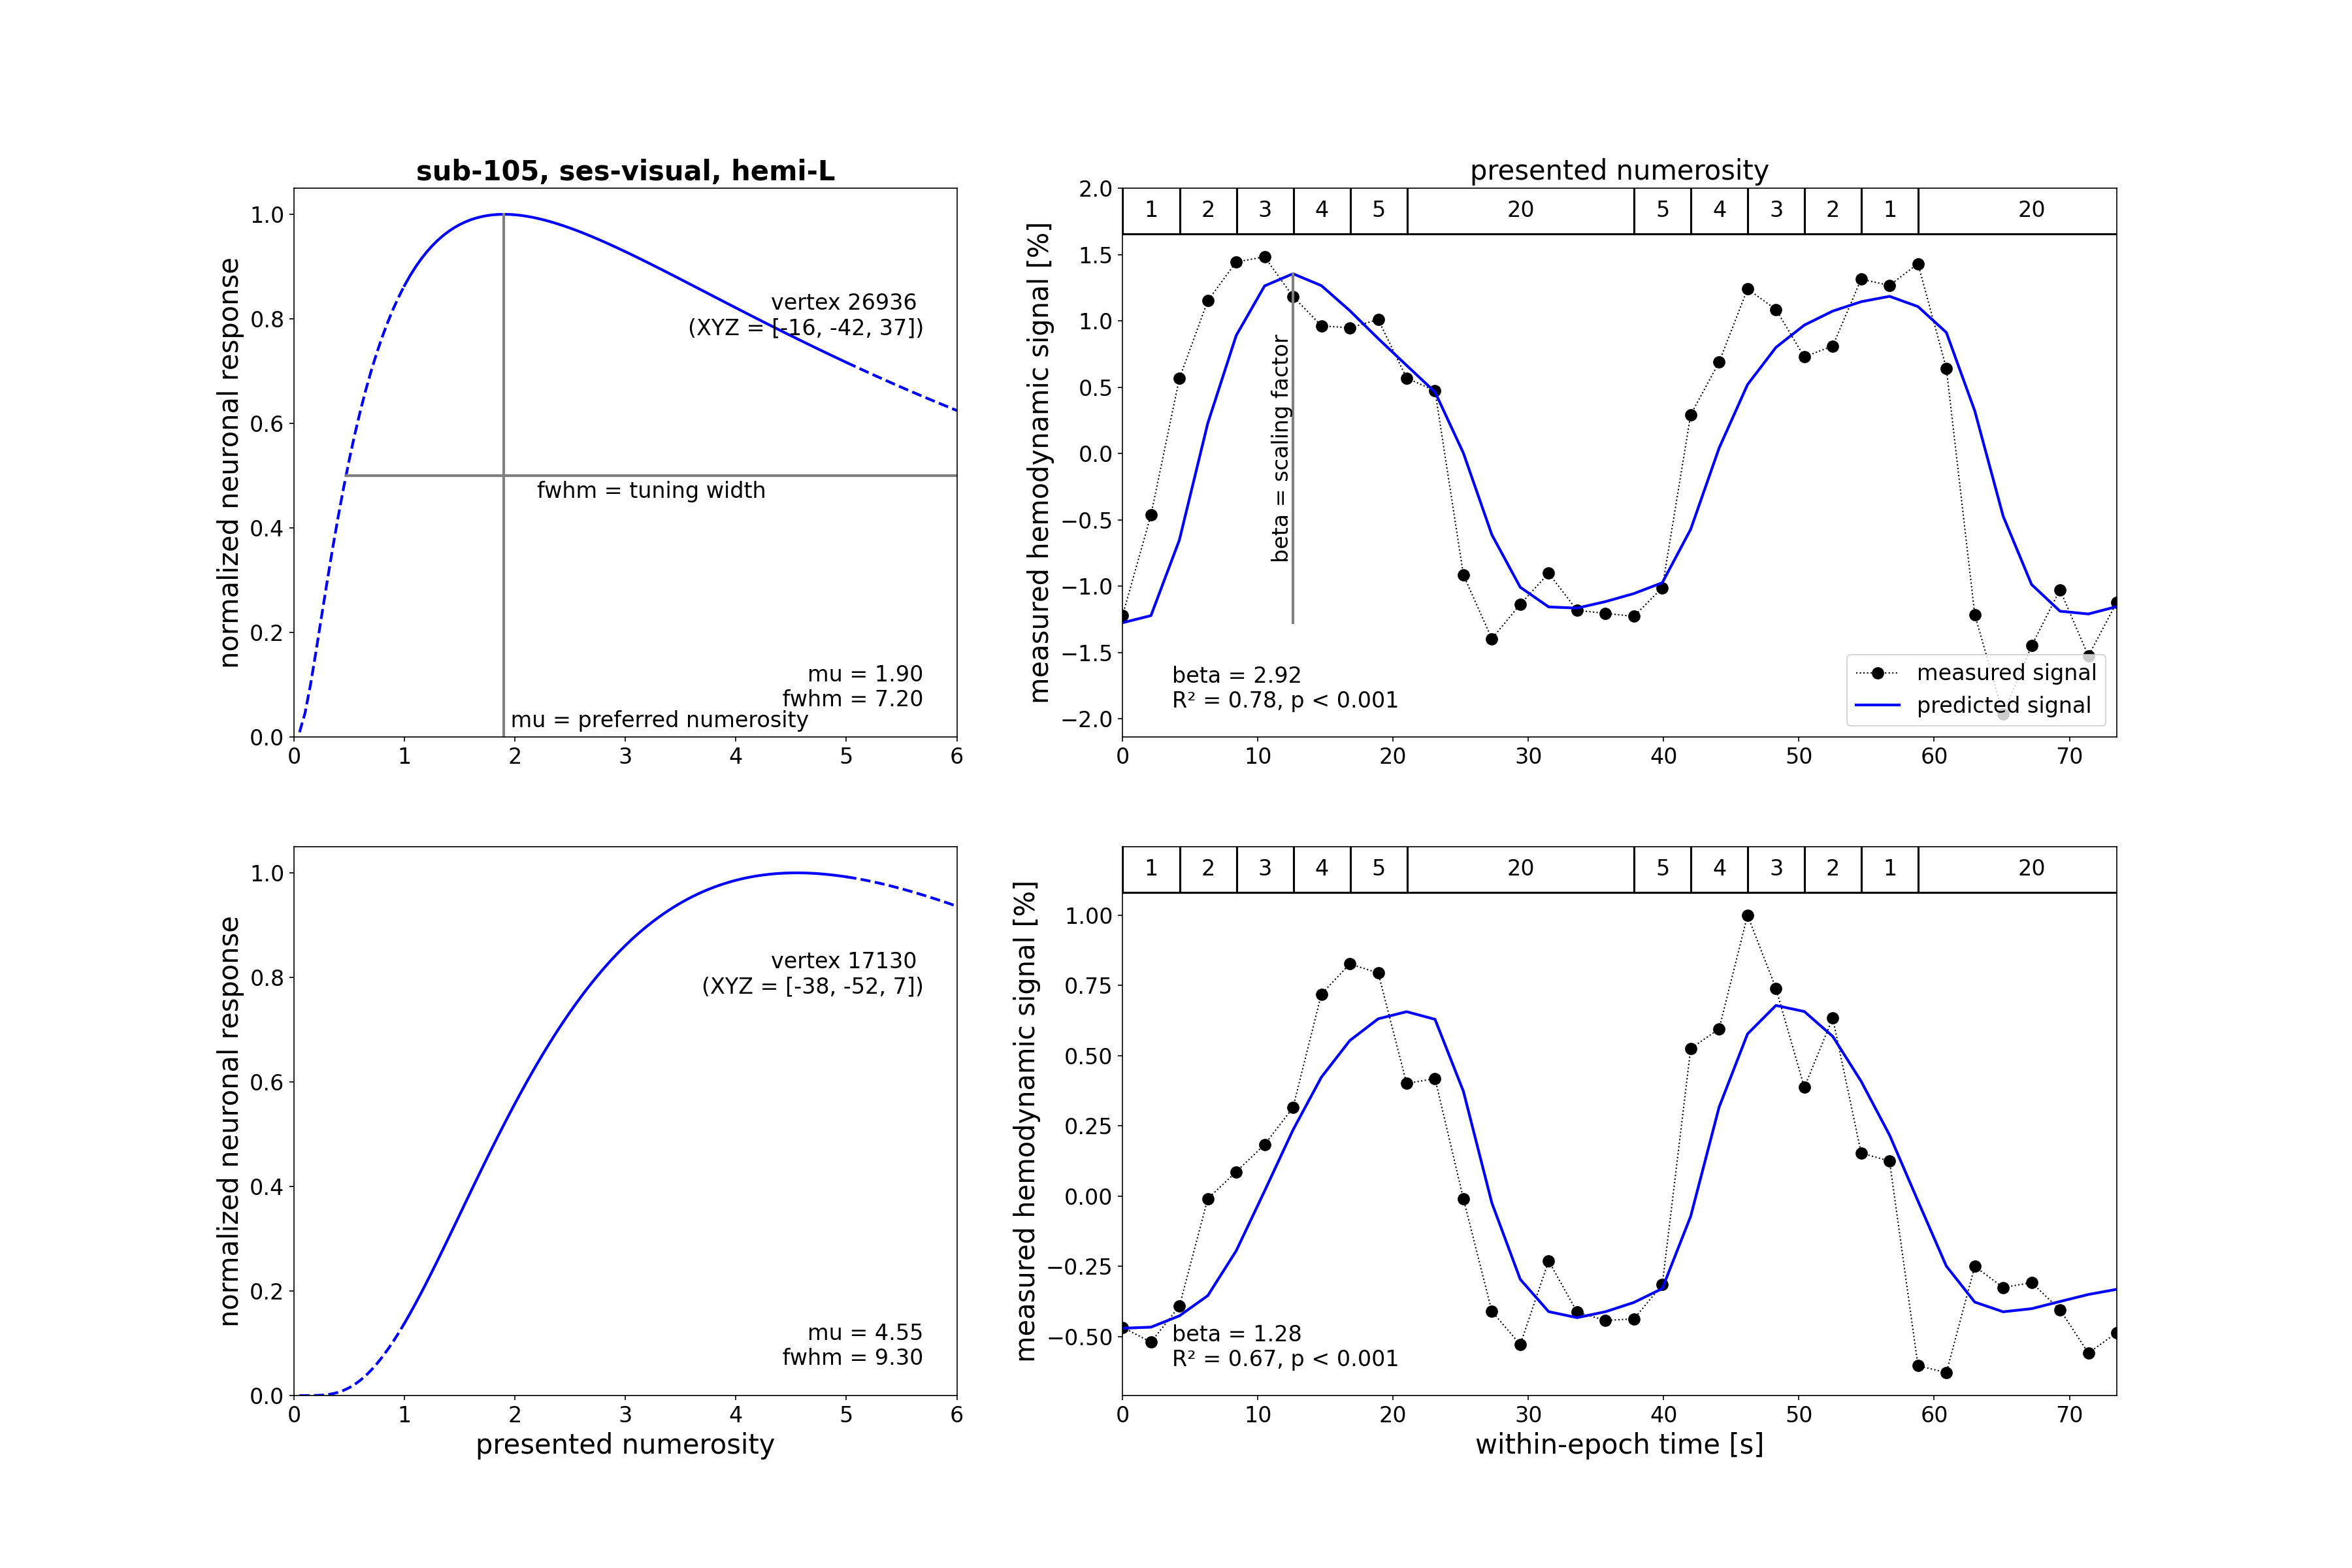 sub-105, ses-visual, hemi-L
normalized neuronal response
1.0
0.8
0.6
0.4
0.2
0.0
0 1 2 3 4 5 6
vertex 26936
(XYZ = [-16, -42, 37])
fwhm = tuning width
mu = 1.90
fwhm = 7.20
mu = preferred numerosity
presented numerosity
measured hemodynamic signal [%]
2.0
1.5
1.0
0.5
0.0
−0.5
−1.0
−1.5
−2.0
1 2 3 4 5 20 5 4 3 2 1 20
beta = scaling factor
beta = 2.92
R² = 0.78, p < 0.001
measured signal
predicted signal
0 10 20 30 40 50 60 70
normalized neuronal response
1.0
0.8
0.6
0.4
0.2
0.0
vertex 17130
(XYZ = [-38, -52, 7])
mu = 4.55
fwhm = 9.30
0 1 2 3 4 5 6
presented numerosity
measured hemodynamic signal [%]
1.00
0.75
0.50
0.25
0.00
−0.25
−0.50
1 2 3 4 5 20 5 4 3 2 1 20
beta = 1.28
R² = 0.67, p < 0.001
0 10 20 30 40 50 60 70
within-epoch time [s]